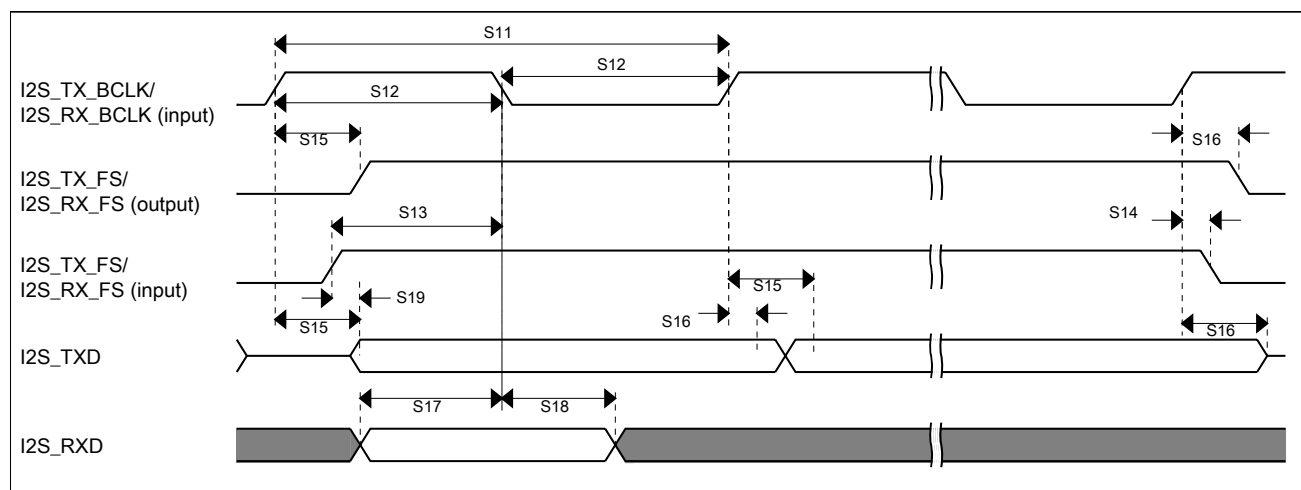 S11
I2S_TX_BCLK/
I2S_RX_BCLK (input)
S12
S12
S15
S16
I2S_TX_FS/
I2S_RX_FS (output)
S13
S14
I2S_TX_FS/
I2S_RX_FS (input)
S15
S19
S15
S16
S16
I2S_TXD
S17
S18
I2S_RXD